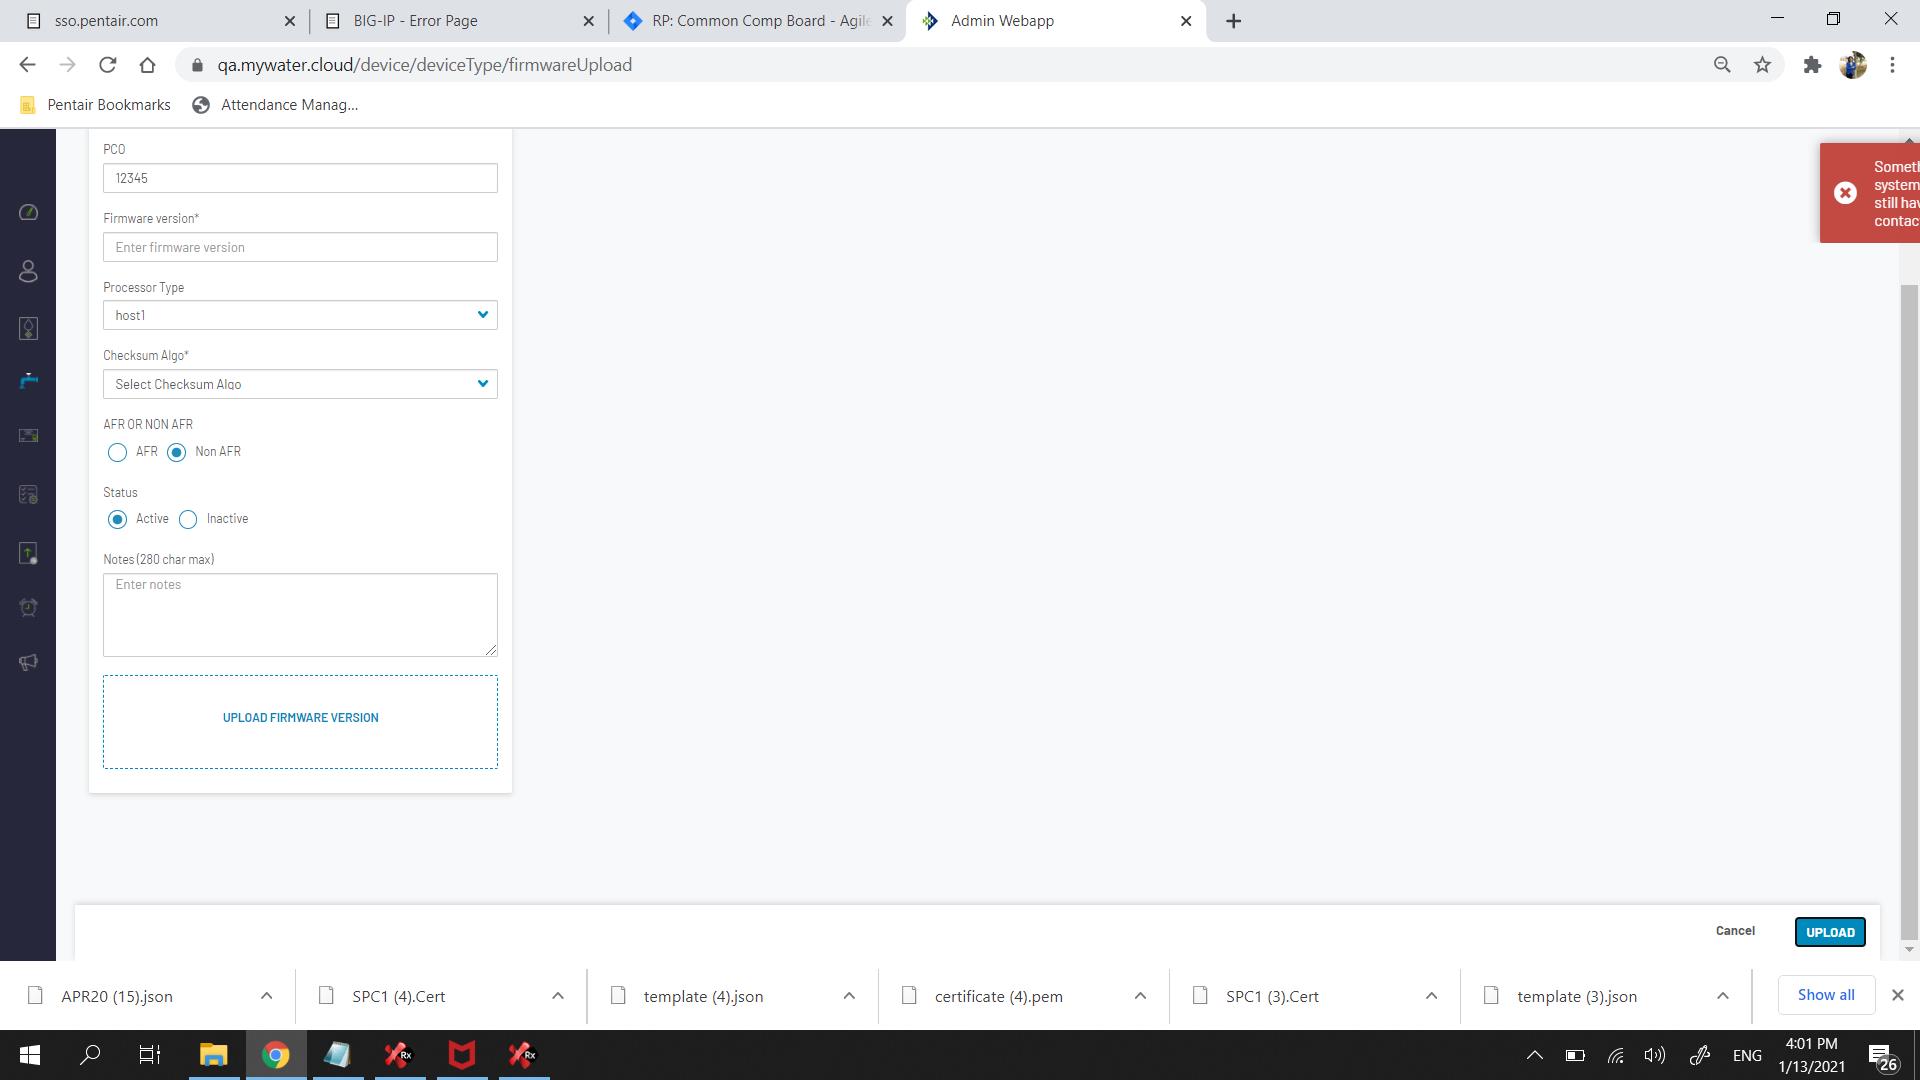 sso.pentair.com
BIG-IP - Error Page
RP: Common Comp Board - Agile
Admin Webapp
qa.mywater.cloud/device/deviceType/firmwareUpload
Pentair Bookmarks
Attendance Manag...
PCO
12345
Firmware version*
Enter firmware version
Processor Type
host1
Checksum Algo*
Select Checksum Algo
AFR OR NON AFR
AFR
Non AFR
Status
Active
Inactive
Notes (280 char max)
Enter notes
UPLOAD FIRMWARE VERSION
system
still
contac
Cancel
UPLOAD
APR20 (15).json
SPC1 (4).Cert
template (4).json
certificate (4).pem
SPC1 (3).Cert
template (3).json
Show all
Rx
Rx
ENG
4:01 PM
1/13/2021
26